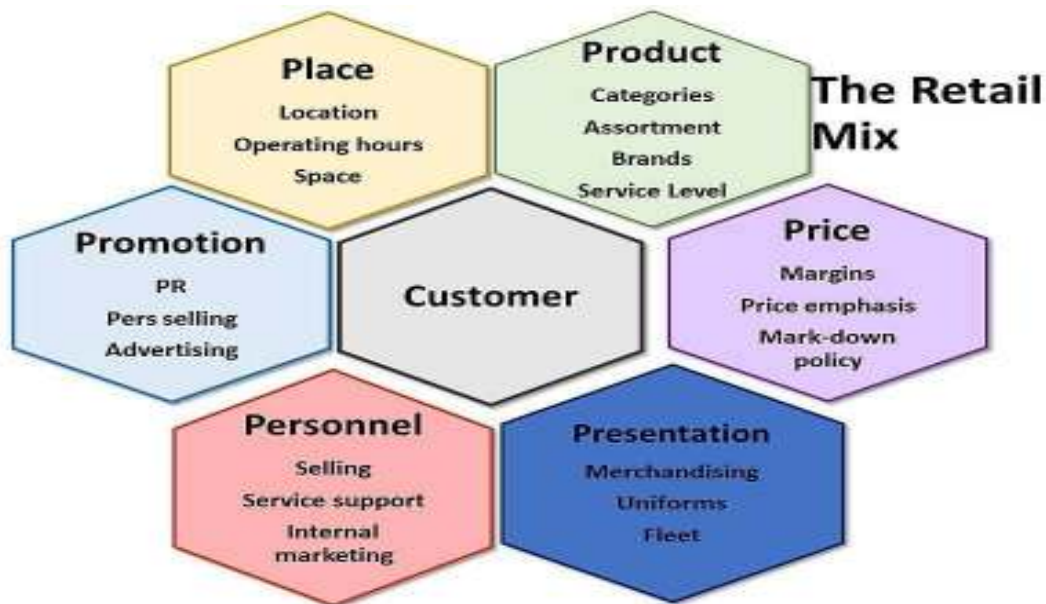 The Retail
Mix
Place
Location
Operating hours
Space
Product
Categories
Assortment
Brands
Service Level
Promotion
PR
Pers selling
Advertising
Customer
Price
Margins
Price emphasis
Mark-down
policy
Personnel
Selling
Service support
Internal
marketing
Presentation
Merchandising
Uniforms
Fleet